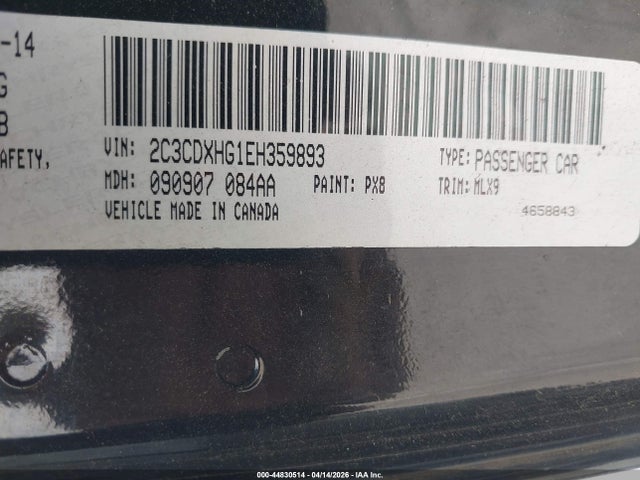 -14
G
B
AFETY,
VIN: 2C3CDXHG1EH359893 TYPE: PASSENGER CAR
MDH: 090907 084AA PAINT: PX8 TRIM: MLX9
VEHICLE MADE IN CANADA 4658843
000-44830514 | 04/14/2026 - © IAA Inc.